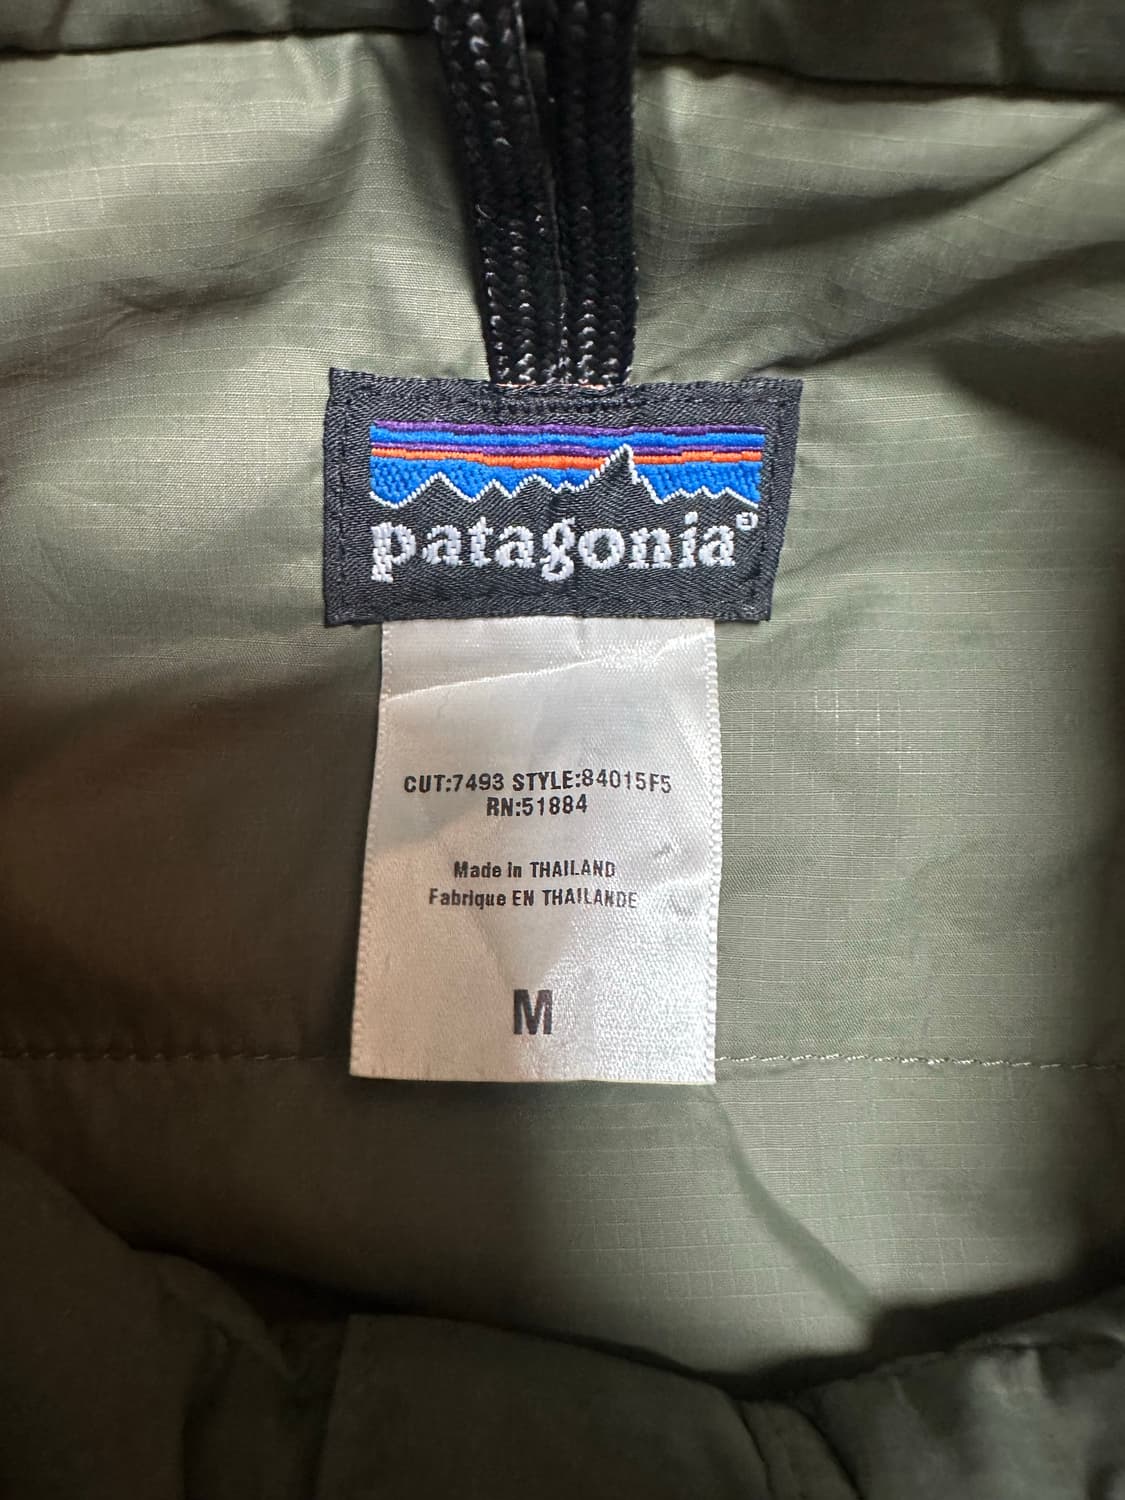 patagonia®
CUT:7493 STYLE:84015F5
RN:51884
Made in THAILAND
Fabrique EN THAILANDE
M